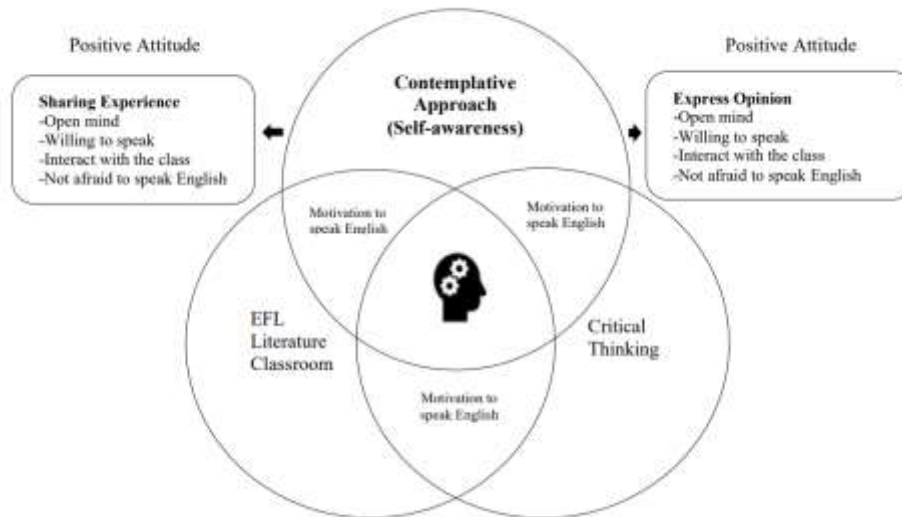 Positive Attitude
Positive Attitude
Sharing Experience
-Open mind
-Willing to speak
-Interact with the class
-Not afraid to speak English
Contemplative
Approach
(Self-awareness)
Express Opinion
-Open mind
-Willing to speak
-Interact with the class
-Not afraid to speak English
Motivation to
speak English
Motivation to
speak English
EFL
Literature
Classroom
Critical
Thinking
Motivation to
speak English